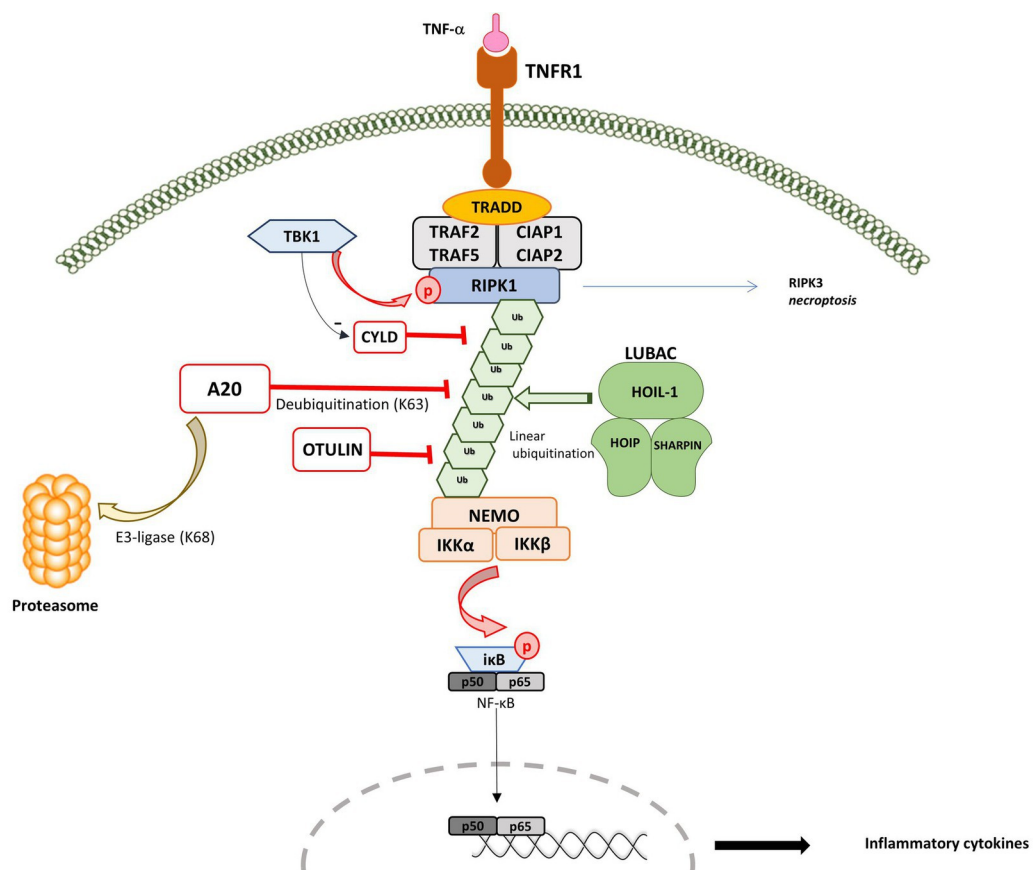 TNF-α
TNFR1
TRADD
TRAF2
TRAF5
CIAP1
CIAP2
TBK1
p
RIPK1
RIPK3
necroptosis
–
CYLD
Ub
Ub
Ub
Ub
Ub
Ub
Ub
A20
Deubiquitination (K63)
OTULIN
LUBAC
HOIL-1
HOIP
SHARPIN
Linear
ubiquitination
E3-ligase (K68)
Proteasome
NEMO
IKKα
IKKβ
p
iκB
p50
p65
NF-κB
p50
p65
Inflammatory cytokines